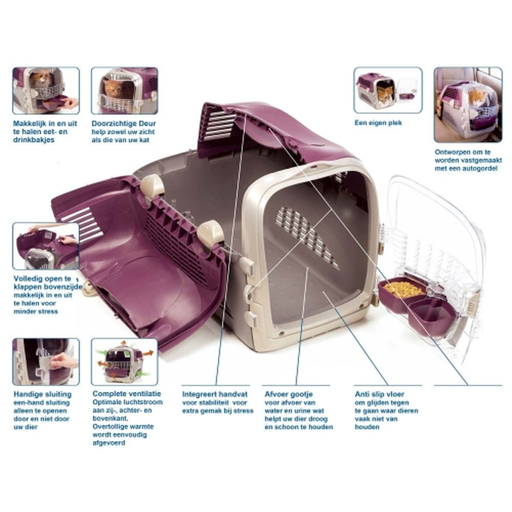 Makkelijk in en uit
te halen eet- en
drinkbakjes
Doorzichtige Deur
help zowel uw zicht
als die van uw kat
Een eigen plek
Ontworpen om te
worden vastgemaakt
met een autogordel
Volledig open te
klappen bovenzijde
makkelijk in en uit
te halen voor
minder stress
Handige sluiting
een-hand sluiting
alleen te openen
door en niet door
uw dier
Complete ventilatie
Optimale luchtstroom
aan zij-, achter- en
bovenkant.
Overtollige warmte
wordt eenvoudig
afgevoerd
Integreert handvat
voor stabiliteit voor
extra gemak bij stress
Afvoer gootje
voor afvoer van
water en urine wat
helpt uw dier droog
en schoon te houden
Anti slip vloer
om glijden tegen
te gaan waar dieren
vaak niet van
houden